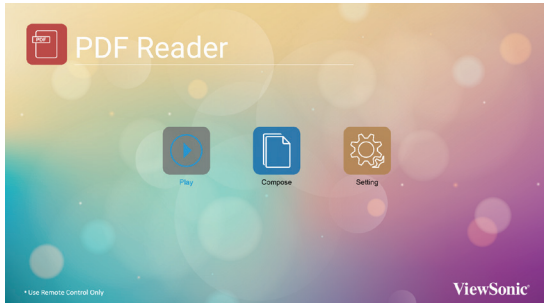 PDF
PDF Reader
Play
Compose
Setting
* Use Remote Control Only
ViewSonic®